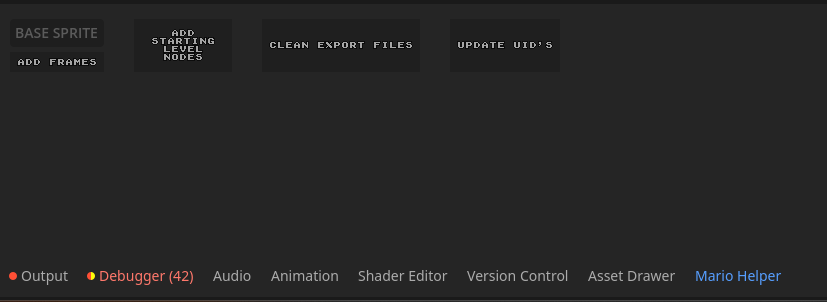 BASE SPRITE
ADD FRAMES
ADD
STARTING
LEVEL
NODES
CLEAN EXPORT FILES
UPDATE UID'S
Output
Debugger (42)
Audio
Animation
Shader Editor
Version Control
Asset Drawer
Mario Helper